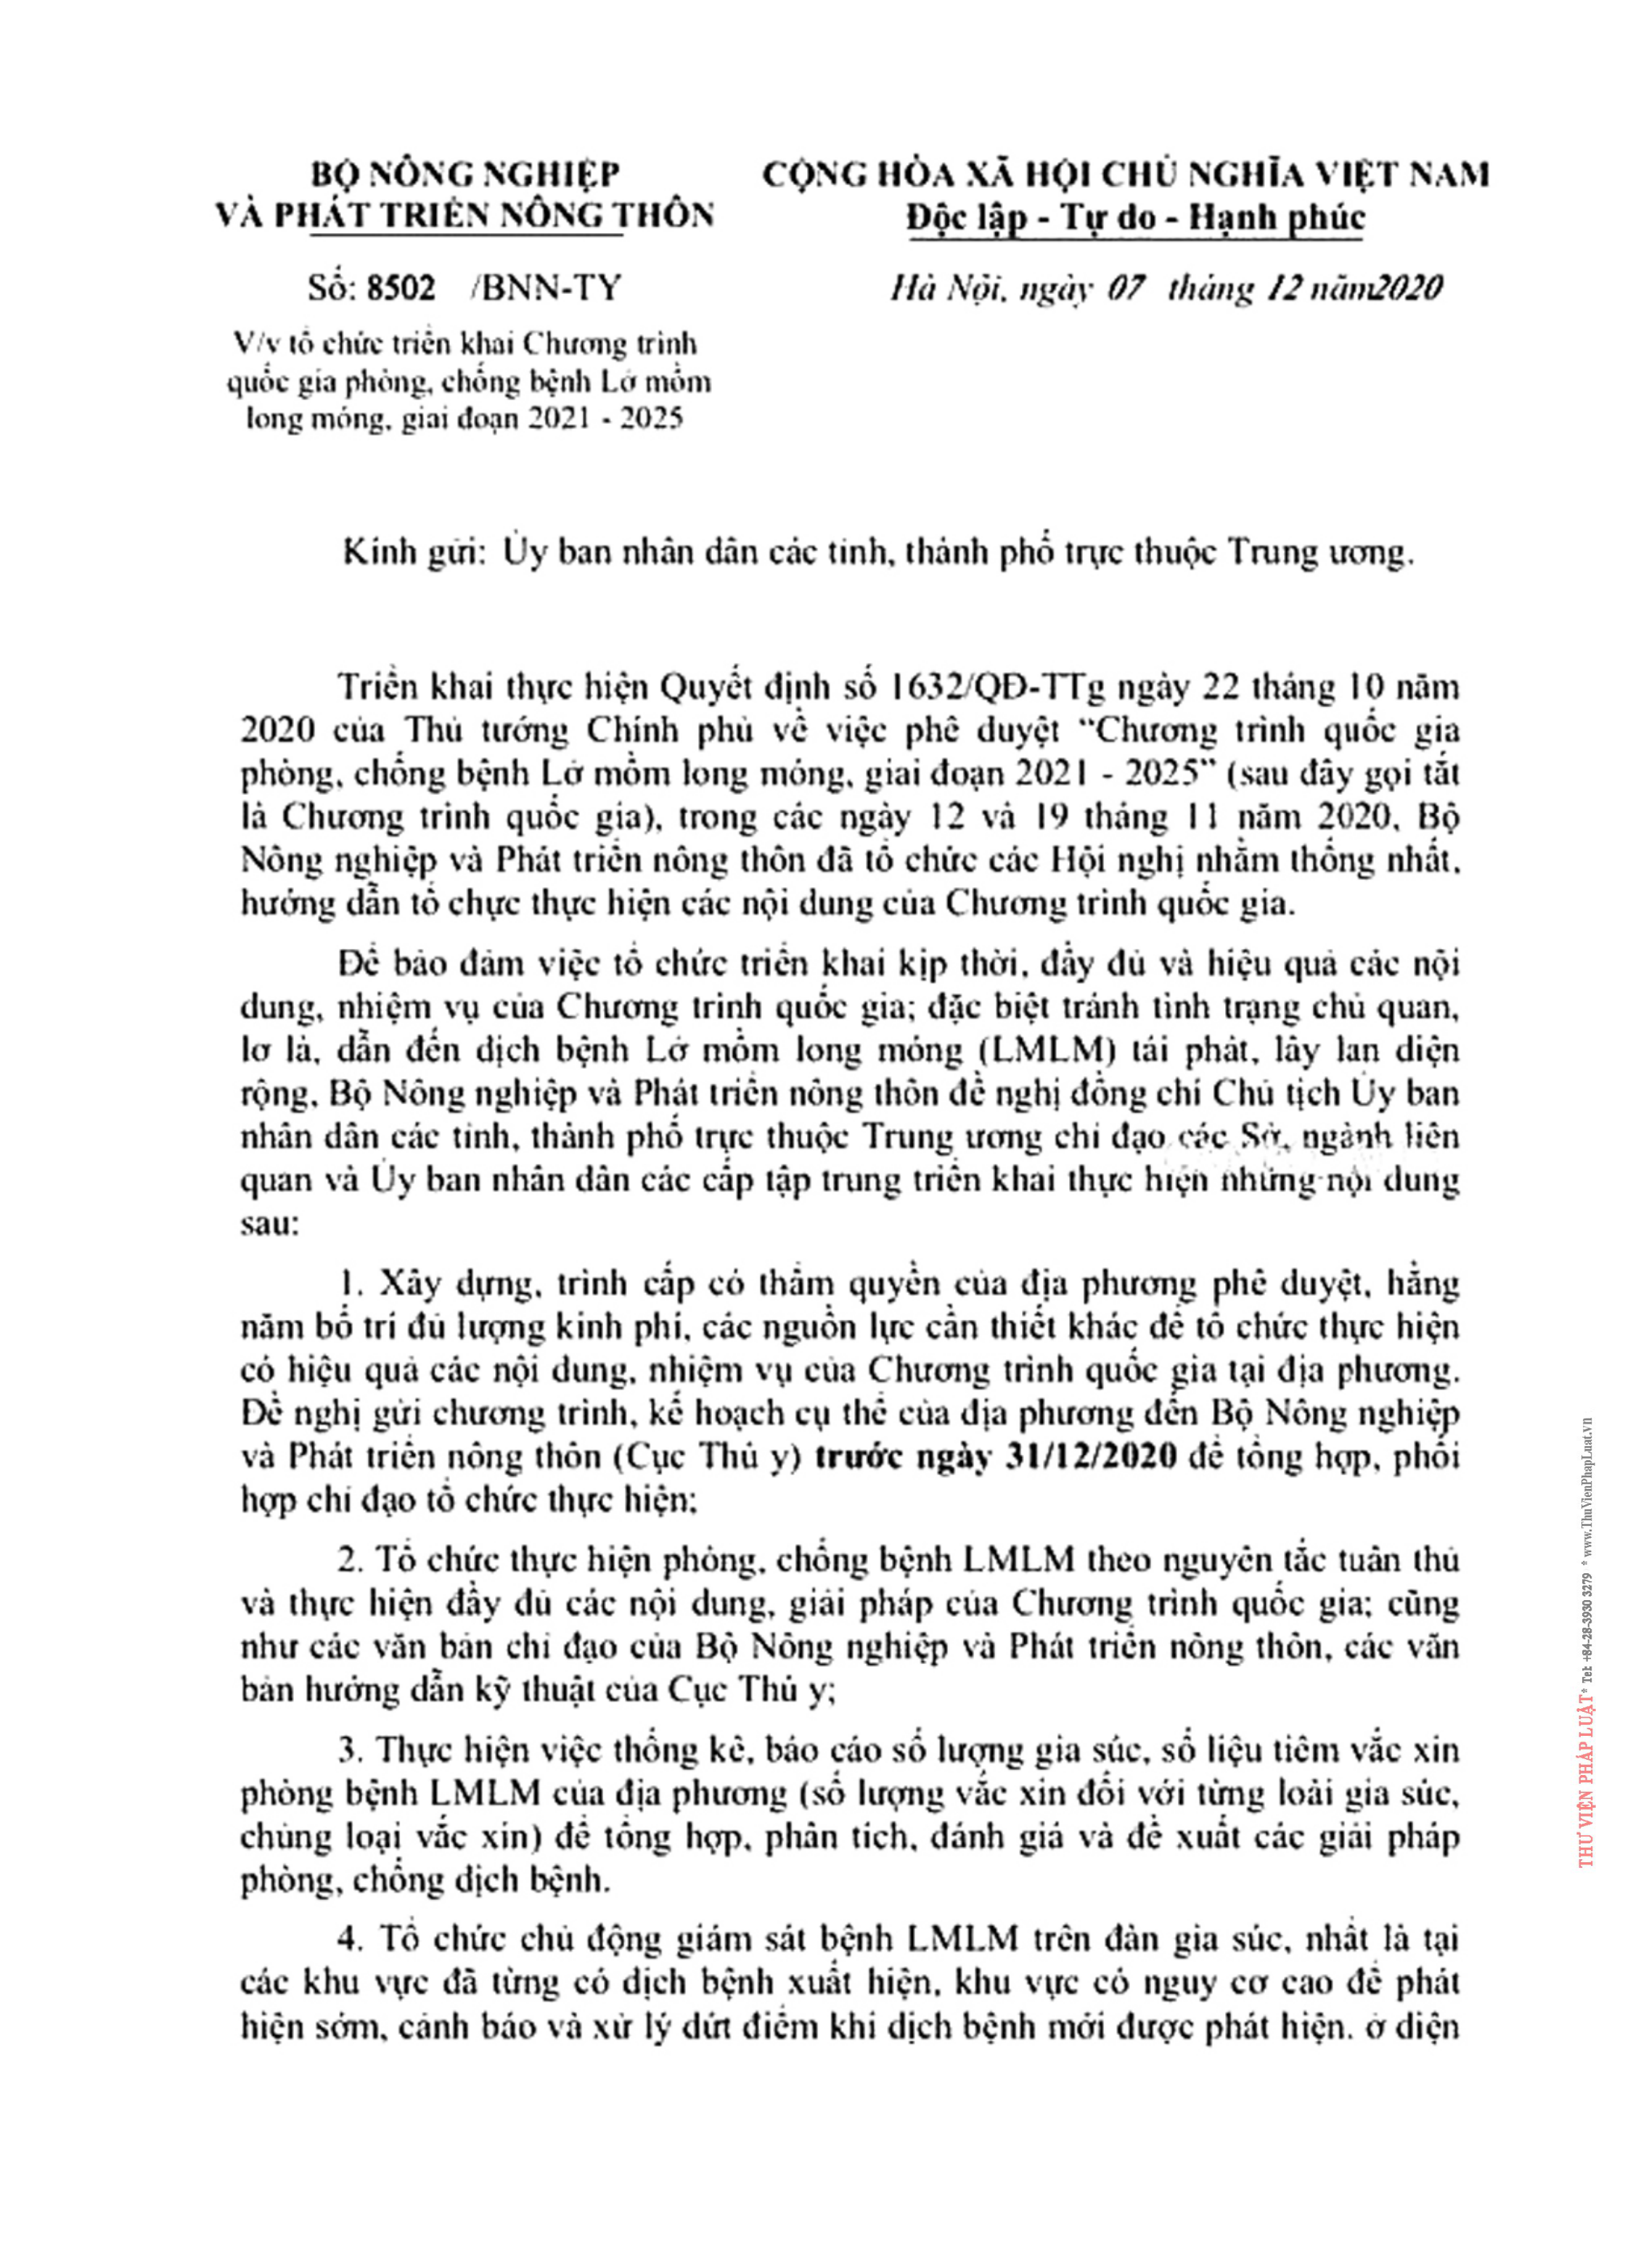 BỘ NÔNG NGHIỆP
VÀ PHÁT TRIỂN NÔNG THÔN
CỘNG HÒA XÃ HỘI CHỦ NGHĨA VIỆT NAM
Độc lập - Tự do - Hạnh phúc
Số: 8502 /BNN-TY
Hà Nội, ngày 07 tháng 12 năm2020
V/v tổ chức triển khai Chương trình
quốc gia phòng, chống bệnh Lở mồm
long móng, giai đoạn 2021 - 2025
Kính gửi: Ủy ban nhân dân các tỉnh, thành phố trực thuộc Trung ương.
Triển khai thực hiện Quyết định số 1632/QĐ-TTg ngày 22 tháng 10 năm
2020 của Thủ tướng Chính phủ về việc phê duyệt “Chương trình quốc gia
phòng, chống bệnh Lở mồm long móng, giai đoạn 2021 - 2025” (sau đây gọi tắt
là Chương trình quốc gia), trong các ngày 12 và 19 tháng 11 năm 2020, Bộ
Nông nghiệp và Phát triển nông thôn đã tổ chức các Hội nghị nhằm thống nhất,
hướng dẫn tổ chực thực hiện các nội dung của Chương trình quốc gia.
Để bảo đảm việc tổ chức triển khai kịp thời, đầy đủ và hiệu quả các nội
dung, nhiệm vụ của Chương trình quốc gia; đặc biệt tránh tình trạng chủ quan,
lơ là, dẫn đến dịch bệnh Lở mồm long móng (LMLM) tái phát, lây lan diện
rộng, Bộ Nông nghiệp và Phát triển nông thôn đề nghị đồng chí Chủ tịch Ủy ban
nhân dân các tỉnh, thành phố trực thuộc Trung ương chỉ đạo các Sở, ngành liên
quan và Ủy ban nhân dân các cấp tập trung triển khai thực hiện những nội dung
sau:
1. Xây dựng, trình cấp có thẩm quyền của địa phương phê duyệt, hằng
năm bố trí đủ lượng kinh phí, các nguồn lực cần thiết khác để tổ chức thực hiện
có hiệu quả các nội dung, nhiệm vụ của Chương trình quốc gia tại địa phương.
Đề nghị gửi chương trình, kế hoạch cụ thể của địa phương đến Bộ Nông nghiệp
và Phát triển nông thôn (Cục Thú y) trước ngày 31/12/2020 để tổng hợp, phối
hợp chỉ đạo tổ chức thực hiện;
2. Tổ chức thực hiện phòng, chống bệnh LMLM theo nguyên tắc tuân thủ
và thực hiện đầy đủ các nội dung, giải pháp của Chương trình quốc gia; cũng
như các văn bản chỉ đạo của Bộ Nông nghiệp và Phát triển nông thôn, các văn
bản hướng dẫn kỹ thuật của Cục Thú y;
3. Thực hiện việc thống kê, báo cáo số lượng gia súc, số liệu tiêm vắc xin
phòng bệnh LMLM của địa phương (số lượng vắc xin đối với từng loài gia súc,
chủng loại vắc xin) để tổng hợp, phân tích, đánh giá và đề xuất các giải pháp
phòng, chống dịch bệnh.
4. Tổ chức chủ động giám sát bệnh LMLM trên đàn gia súc, nhất là tại
các khu vực đã từng có dịch bệnh xuất hiện, khu vực có nguy cơ cao để phát
hiện sớm, cảnh báo và xử lý dứt điểm khi dịch bệnh mới được phát hiện, ở diện
THƯ VIỆN PHÁP LUẬT* Tel: +84-28-3930 3279 * www.ThuVienPhapLuat.vn